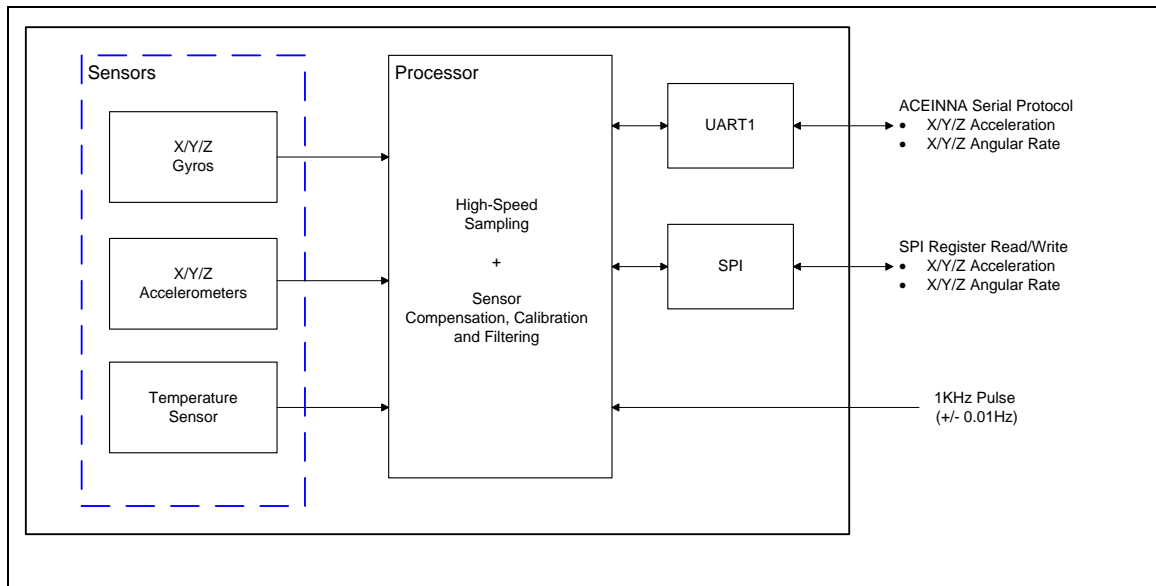 Sensors
X/Y/Z
Gyros
X/Y/Z
Accelerometers
Temperature
Sensor
Processor
High-Speed
Sampling
+
Sensor
Compensation, Calibration
and Filtering
UART1
SPI
ACEINNA Serial Protocol
• X/Y/Z Acceleration
• X/Y/Z Angular Rate
SPI Register Read/Write
• X/Y/Z Acceleration
• X/Y/Z Angular Rate
1KHz Pulse
(+/- 0.01Hz)